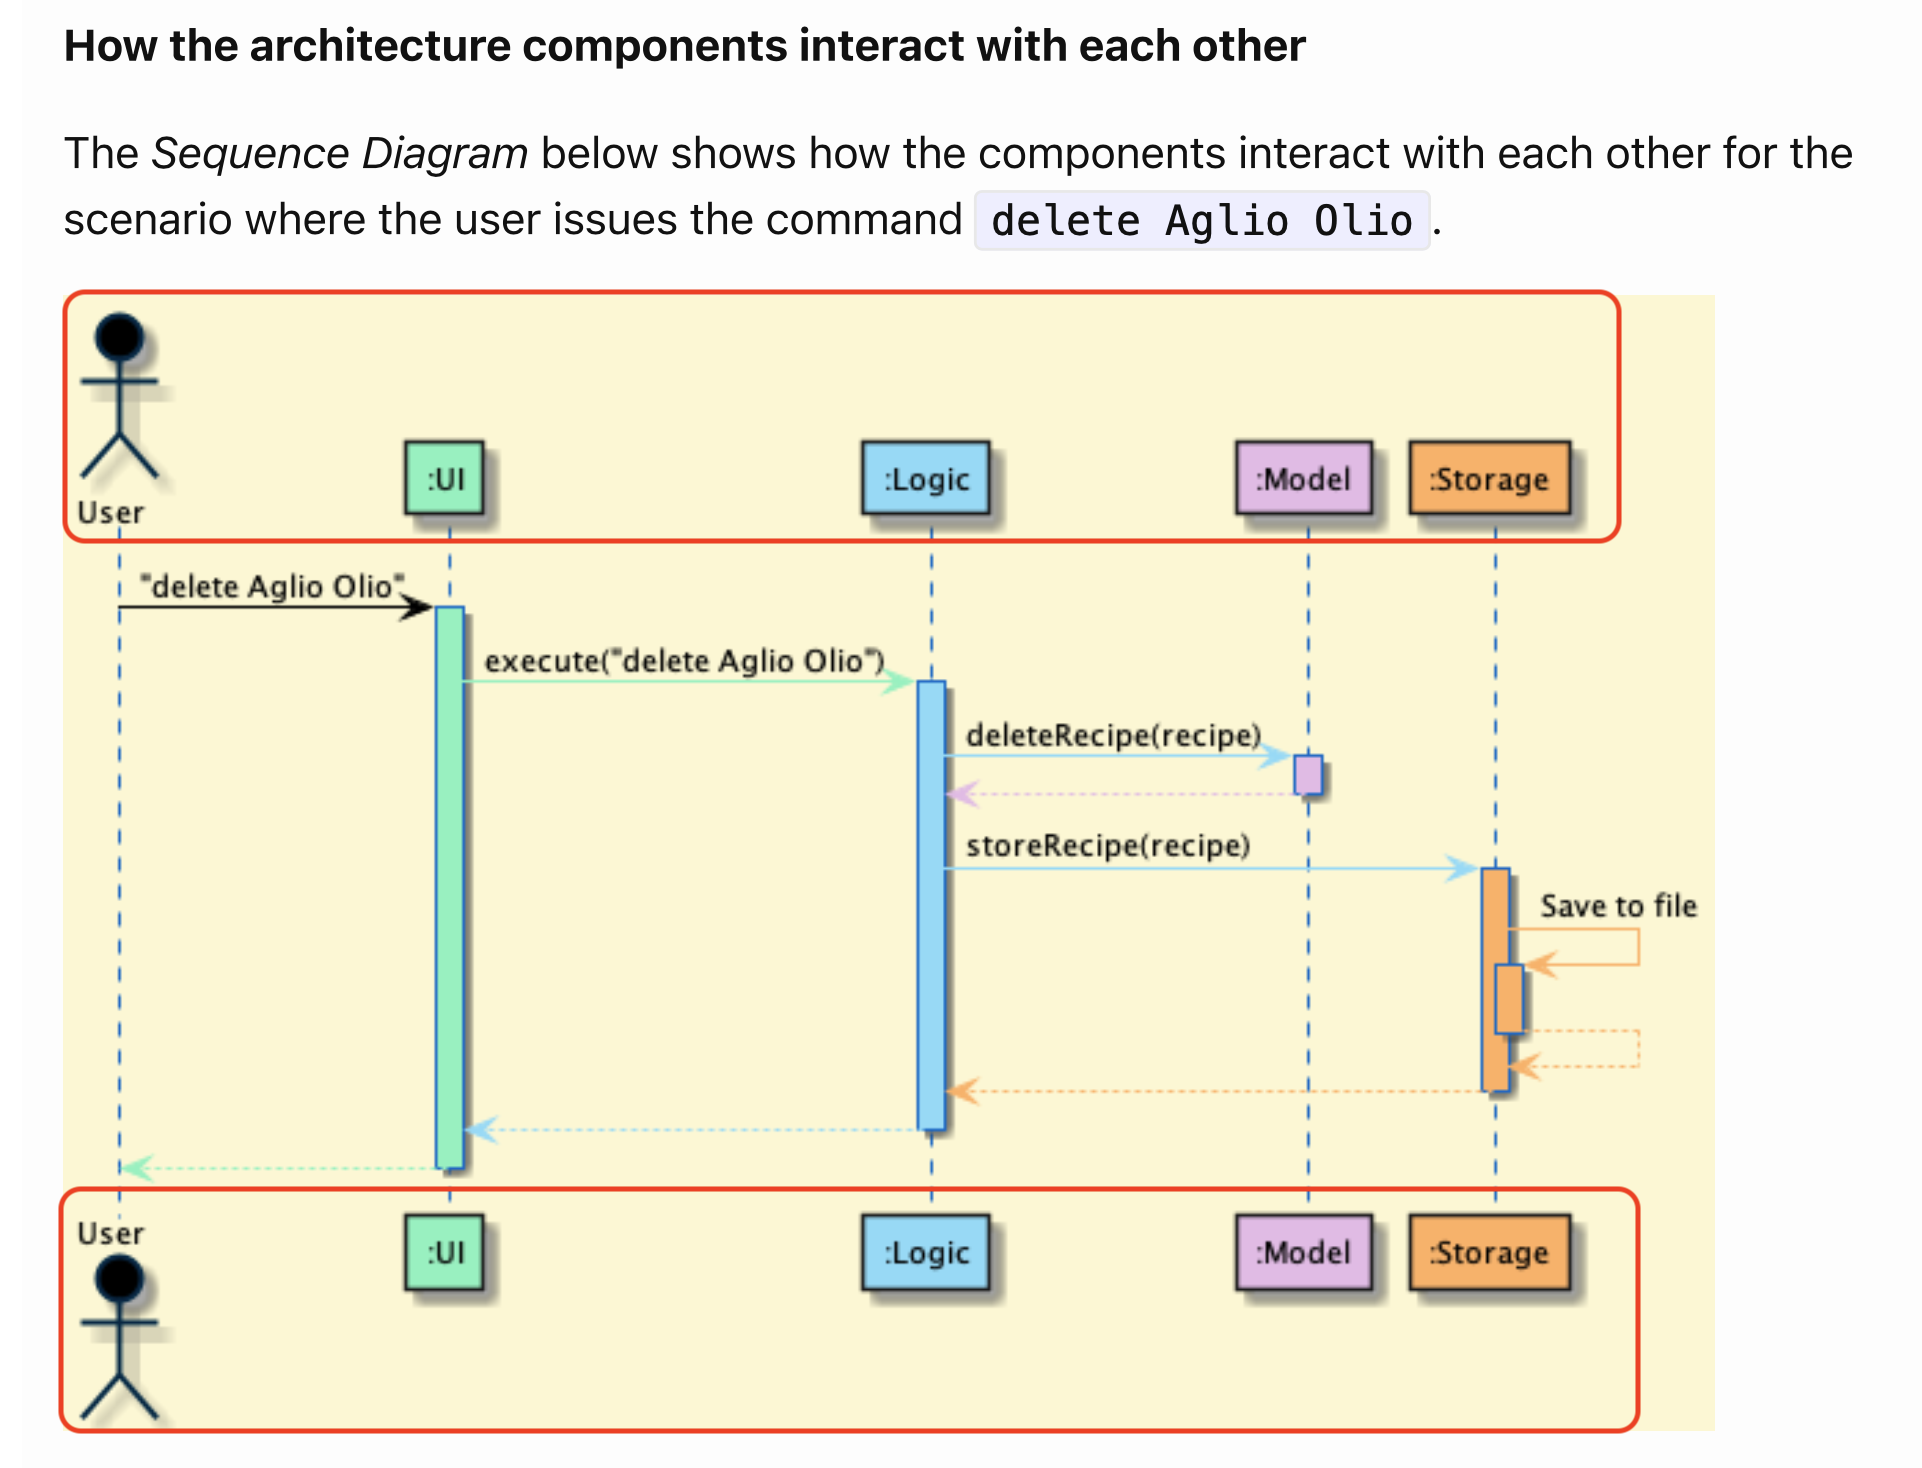 How the architecture components interact with each other
The Sequence Diagram below shows how the components interact with each other for the
scenario where the user issues the command delete Aglio Olio .
User
:UI
:Logic
:Model
:Storage
"delete Aglio Olio"
execute("delete Aglio Olio")
deleteRecipe(recipe)
storeRecipe(recipe)
Save to file
User
:UI
:Logic
:Model
:Storage